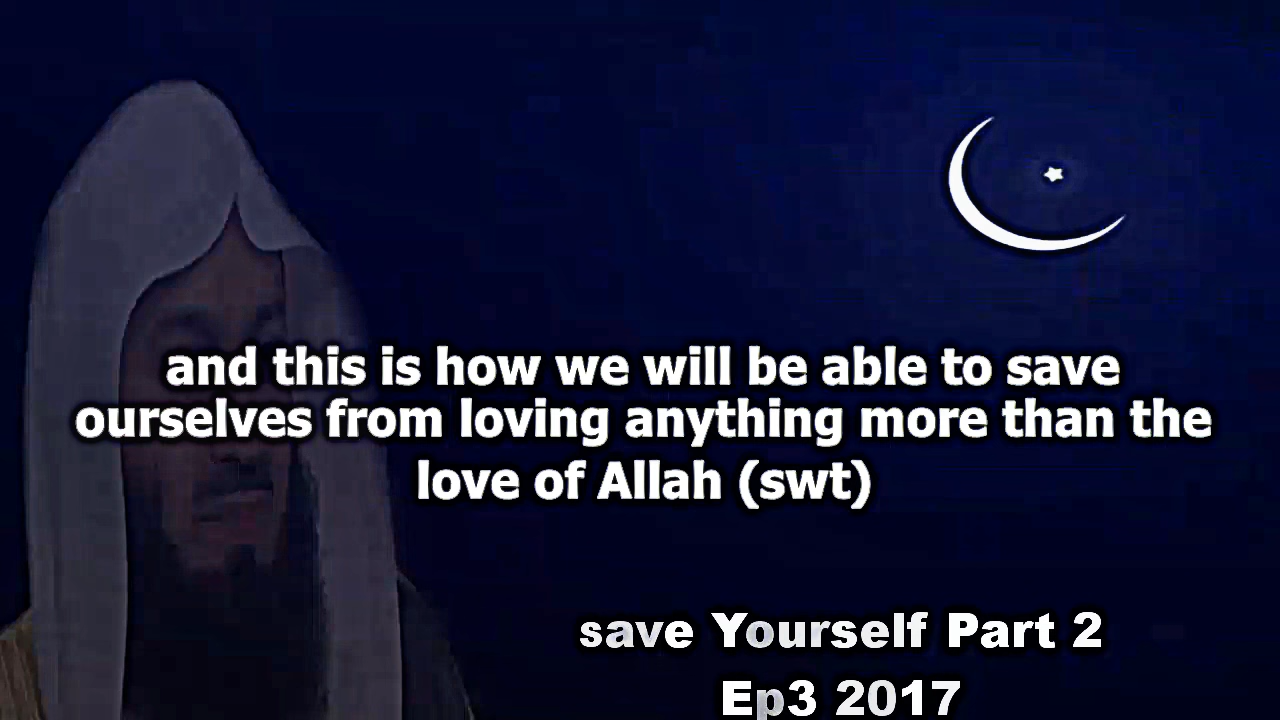 and this is how we will be able to save
ourselves from loving anything more than the
love of Allah (swt)
save Yourself Part 2
Ep3 2017